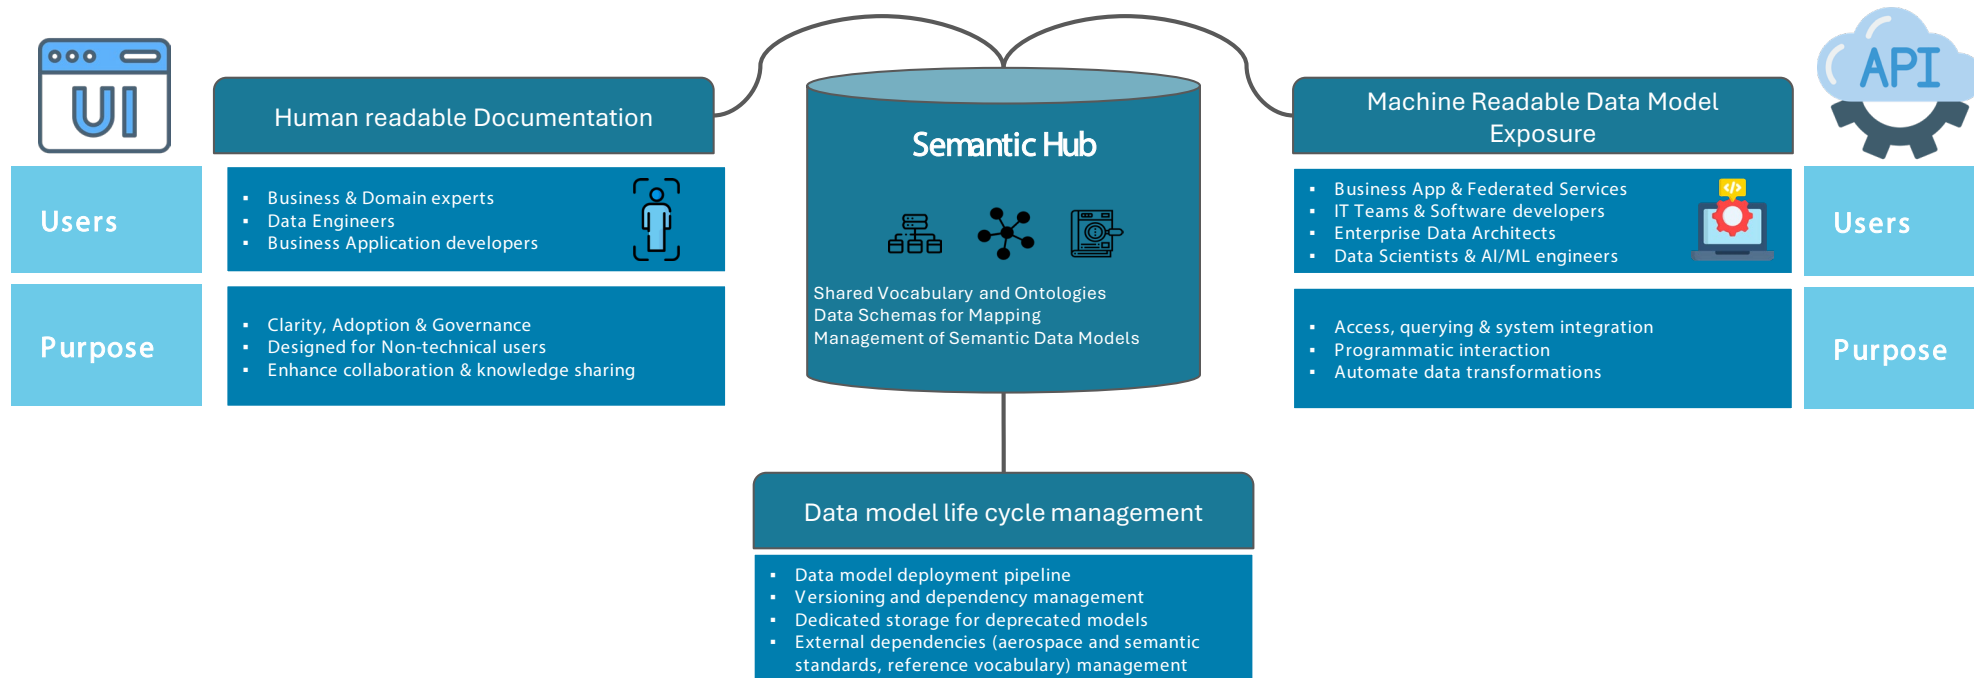 UI
Human readable Documentation
Users
▪ Business & Domain experts
▪ Data Engineers
▪ Business Application developers
Purpose
▪ Clarity, Adoption & Governance
▪ Designed for Non-technical users
▪ Enhance collaboration & knowledge sharing
Semantic Hub
Shared Vocabulary and Ontologies
Data Schemas for Mapping
Management of Semantic Data Models
API
Machine Readable Data Model
Exposure
▪ Business App & Federated Services
▪ IT Teams & Software developers
▪ Enterprise Data Architects
▪ Data Scientists & AI/ML engineers
</>
Users
▪ Access, querying & system integration
▪ Programmatic interaction
▪ Automate data transformations
Purpose
Data model life cycle management
▪ Data model deployment pipeline
▪ Versioning and dependency management
▪ Dedicated storage for deprecated models
▪ External dependencies (aerospace and semantic
standards, reference vocabulary) management